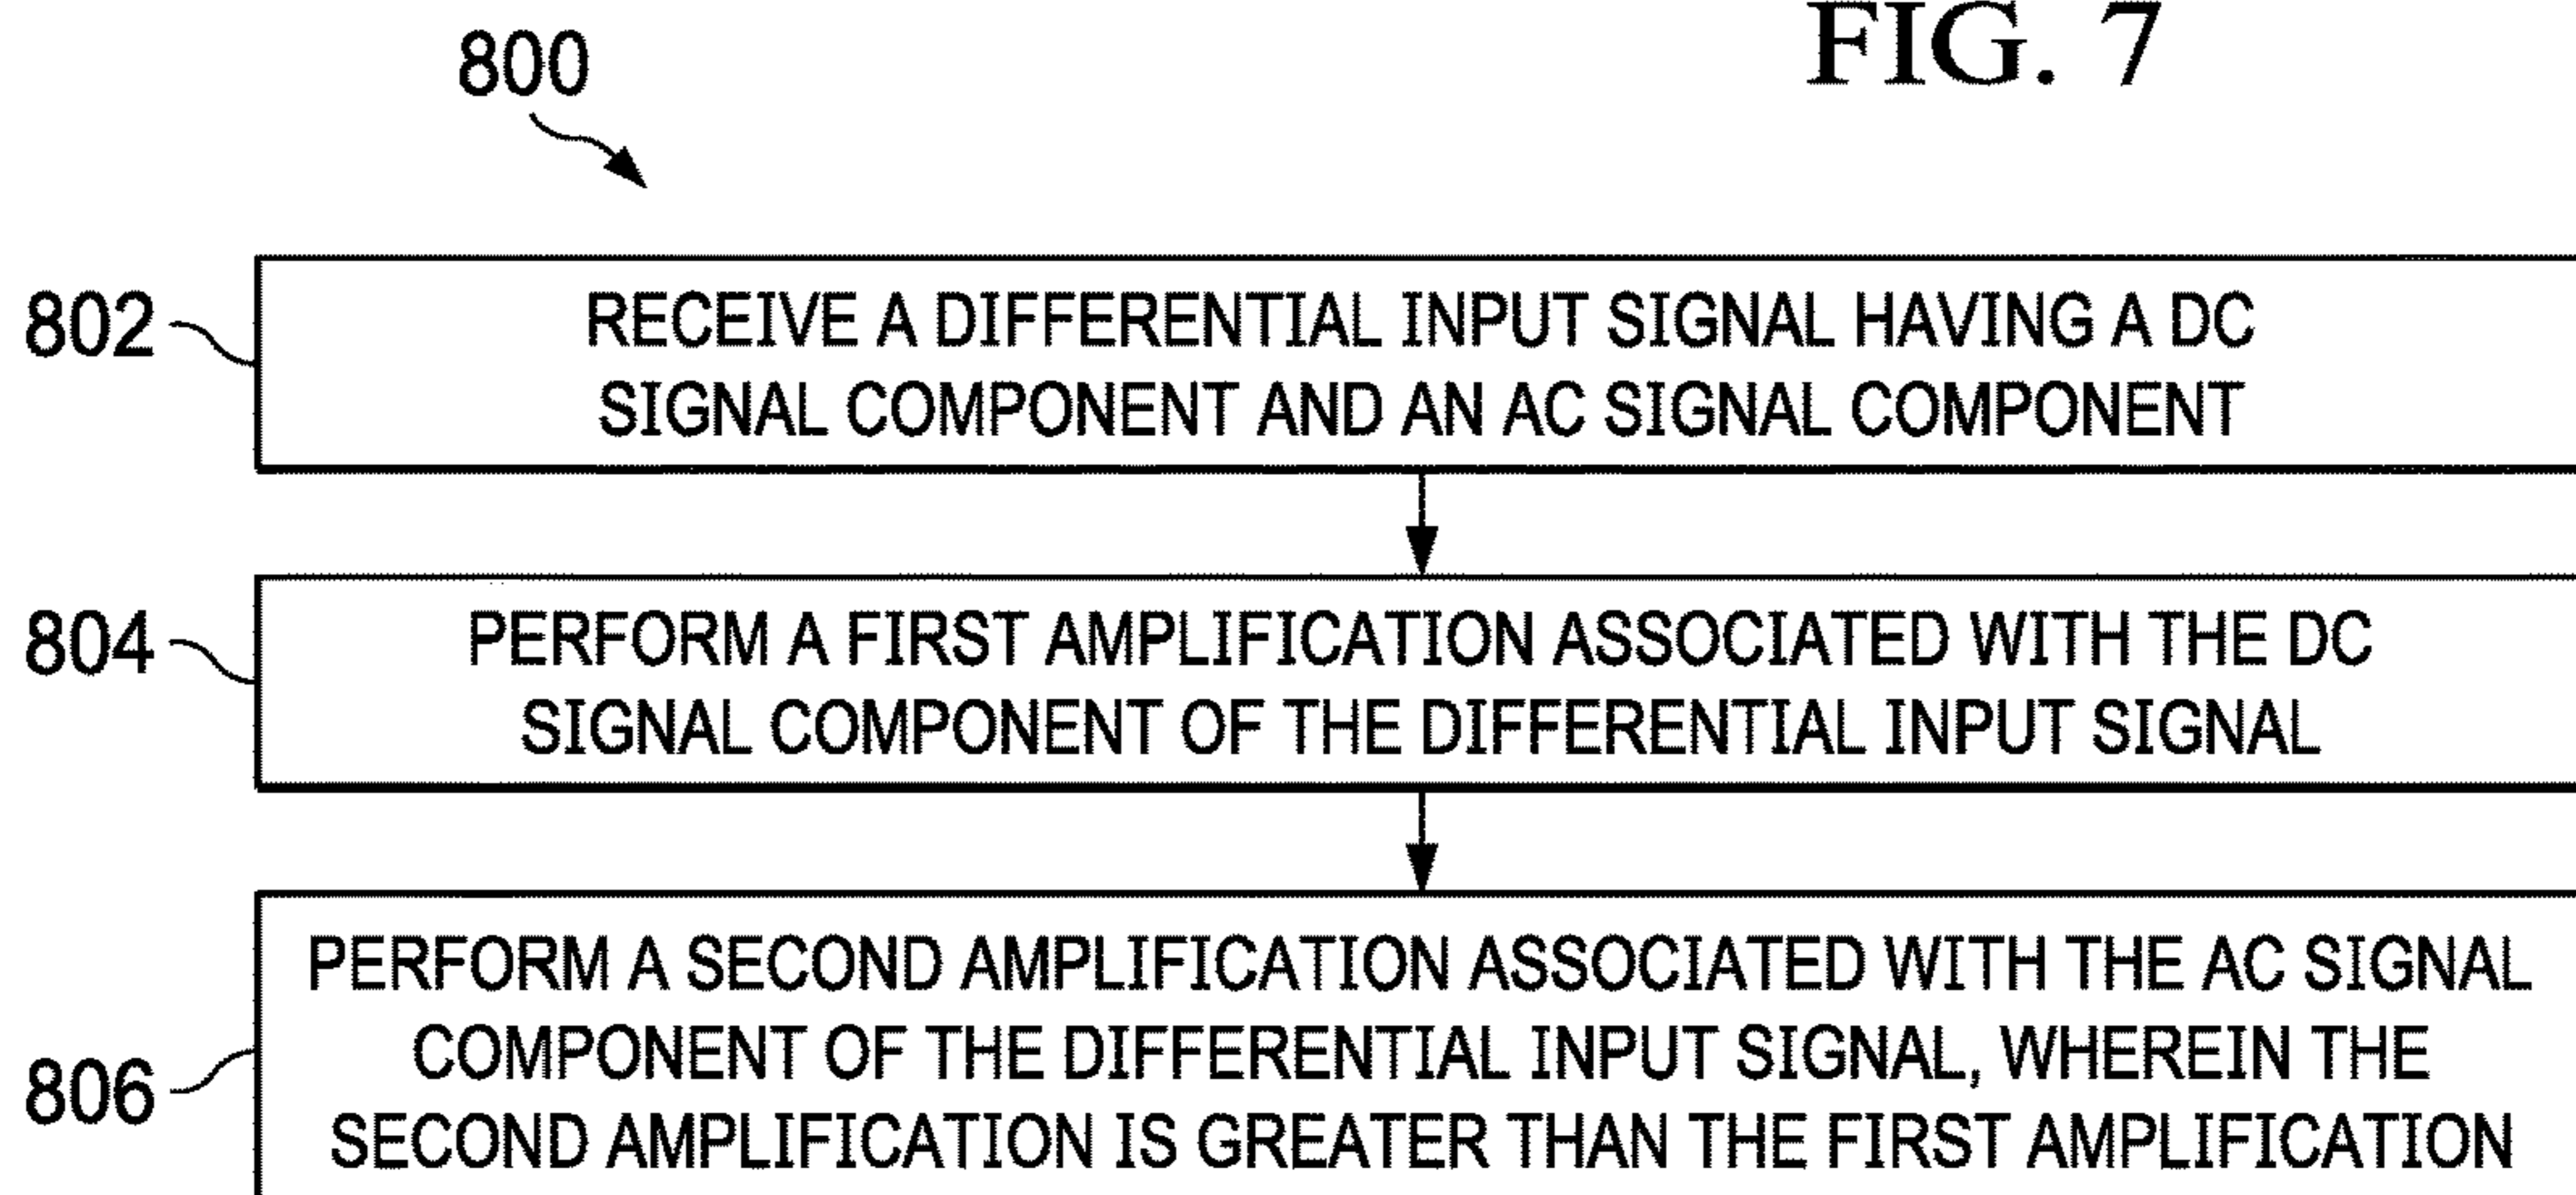 FIG. 7
800
802
RECEIVE A DIFFERENTIAL INPUT SIGNAL HAVING A DC
SIGNAL COMPONENT AND AN AC SIGNAL COMPONENT
804
PERFORM A FIRST AMPLIFICATION ASSOCIATED WITH THE DC
SIGNAL COMPONENT OF THE DIFFERENTIAL INPUT SIGNAL
806
PERFORM A SECOND AMPLIFICATION ASSOCIATED WITH THE AC SIGNAL
COMPONENT OF THE DIFFERENTIAL INPUT SIGNAL, WHEREIN THE
SECOND AMPLIFICATION IS GREATER THAN THE FIRST AMPLIFICATION